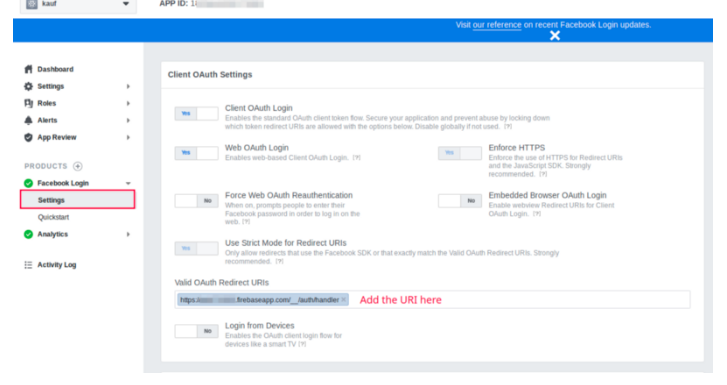 kauf
APP ID: 1
Visit our reference on recent Facebook Login updates.
Dashboard
Settings
Roles
Alerts
App Review
PRODUCTS
Facebook Login
Settings
Quickstart
Analytics
Activity Log
Client OAuth Settings
Yes
Client OAuth Login
Enables the standard OAuth client token flow. Secure your application and prevent abuse by locking down
which token redirect URIs are allowed with the options below. Disable globally if not used. [?]
Yes
Web OAuth Login
Enables web-based Client OAuth Login. [?]
Yes
Enforce HTTPS
Enforce the use of HTTPS for Redirect URIs
and the JavaScript SDK. Strongly
recommended. [?]
No
Force Web OAuth Reauthentication
When on, prompts people to enter their
Facebook password in order to log in on the
web. [?]
No
Embedded Browser OAuth Login
Enable webview Redirect URIs for Client
OAuth Login. [?]
Yes
Use Strict Mode for Redirect URIs
Only allow redirects that use the Facebook SDK or that exactly match the Valid OAuth Redirect URIs. Strongly
recommended. [?]
Valid OAuth Redirect URIs
https: .firebaseapp.com/__/auth/handler ×
Add the URI here
No
Login from Devices
Enables the OAuth client login flow for
devices like a smart TV [?]